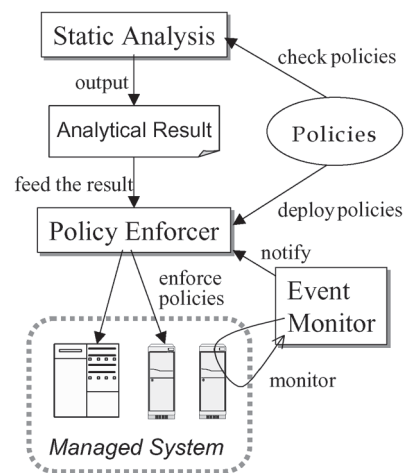 Static Analysis
check policies
output
Analytical Result
Policies
feed the result
deploy policies
Policy Enforcer
notify
enforce
policies
Event
Monitor
monitor
Managed System